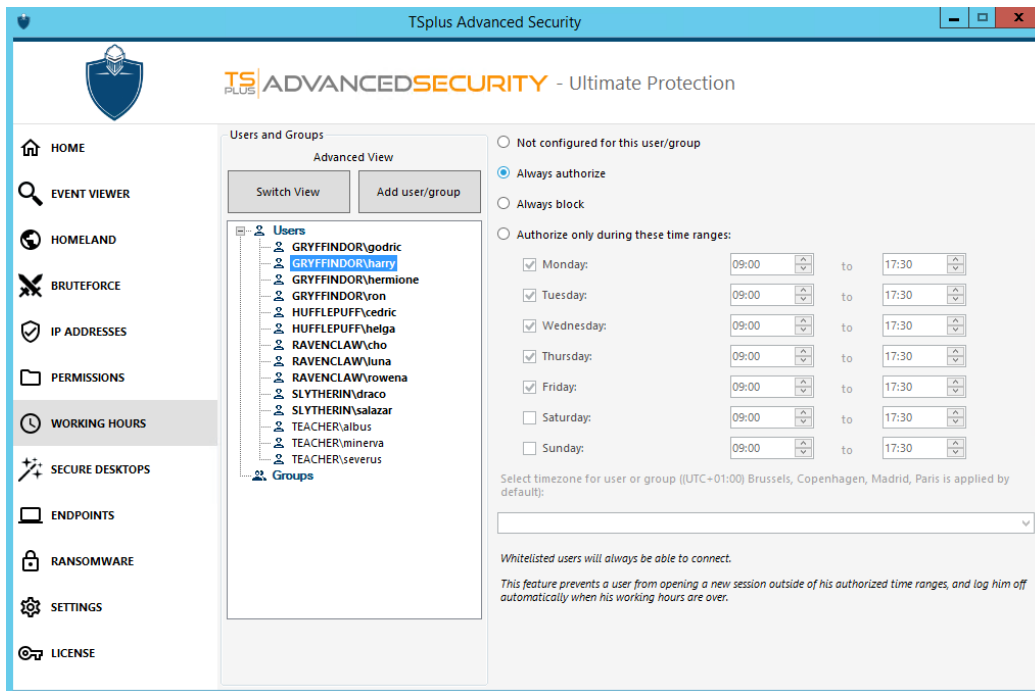 TSplus Advanced Security
TS PLUS ADVANCEDSECURITY - Ultimate Protection
HOME
EVENT VIEWER
HOMELAND
BRUTEFORCE
IP ADDRESSES
PERMISSIONS
WORKING HOURS
SECURE DESKTOPS
ENDPOINTS
RANSOMWARE
SETTINGS
LICENSE
Users and Groups
Advanced View
Switch View
Add user/group
Users
GRYFFINDOR\godric
GRYFFINDOR\harry
GRYFFINDOR\hermione
GRYFFINDOR\ron
HUFFLEPUFF\cedric
HUFFLEPUFF\helga
RAVENCLAW\cho
RAVENCLAW\luna
RAVENCLAW\rowena
SLYTHERIN\draco
SLYTHERIN\salazar
TEACHER\albus
TEACHER\minerva
TEACHER\severus
Groups
Not configured for this user/group
Always authorize
Always block
Authorize only during these time ranges:
Monday: 09:00 to 17:30
Tuesday: 09:00 to 17:30
Wednesday: 09:00 to 17:30
Thursday: 09:00 to 17:30
Friday: 09:00 to 17:30
Saturday: 09:00 to 17:30
Sunday: 09:00 to 17:30
Select timezone for user or group ((UTC+01:00) Brussels, Copenhagen, Madrid, Paris is applied by
default):
Whitelisted users will always be able to connect.
This feature prevents a user from opening a new session outside of his authorized time ranges, and log him off
automatically when his working hours are over.